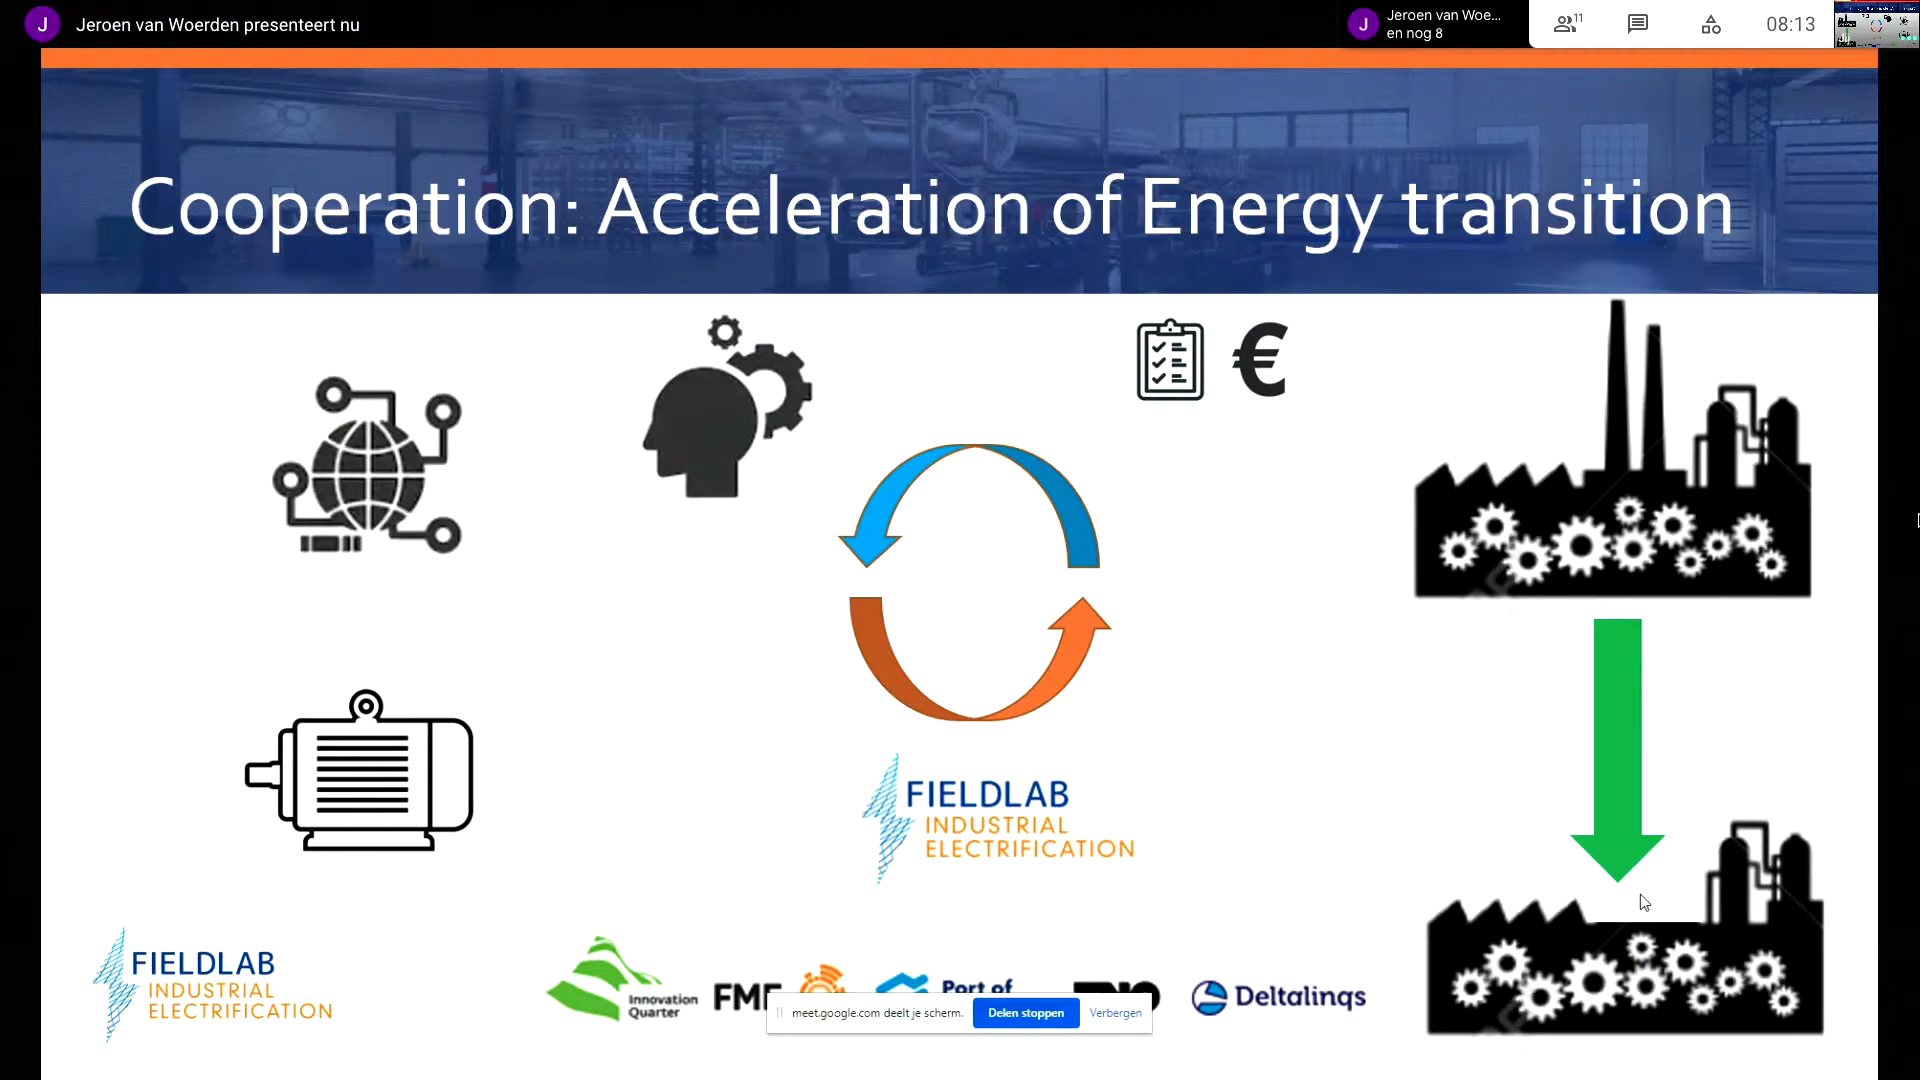 J
Jeroen van Woerden presenteert nu
J
Jeroen van Woe...
en nog 8
11
08:13
Cooperation: Acceleration of Energy transition
€
FIELDLAB
INDUSTRIAL
ELECTRIFICATION
FIELDLAB
INDUSTRIAL
ELECTRIFICATION
Innovation
Quarter
FME
Port of
Deltalinqs
meet.google.com deelt je scherm.
Delen stoppen
Verbergen